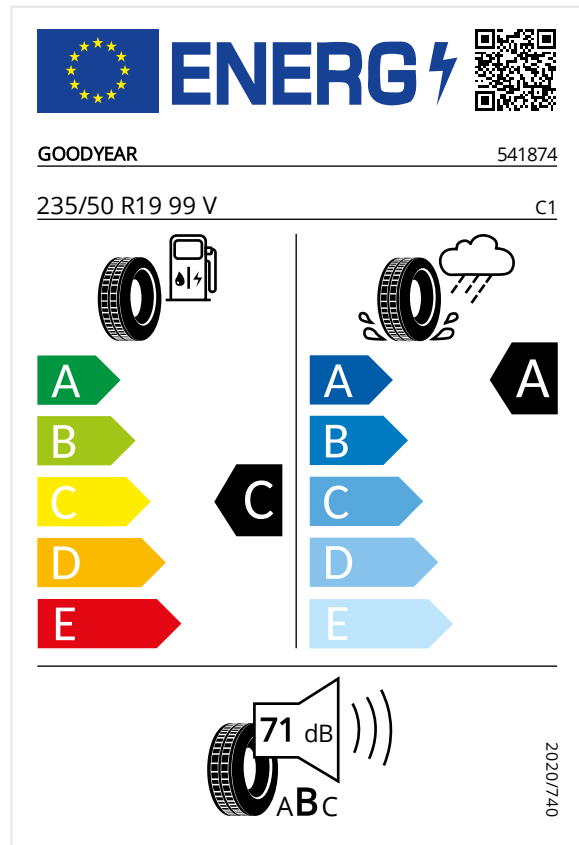 ENERG
GOODYEAR 541874
235/50 R19 99 V C1
A A A
B B
C C C
D D
E E
71 dB
ABC
2020/740